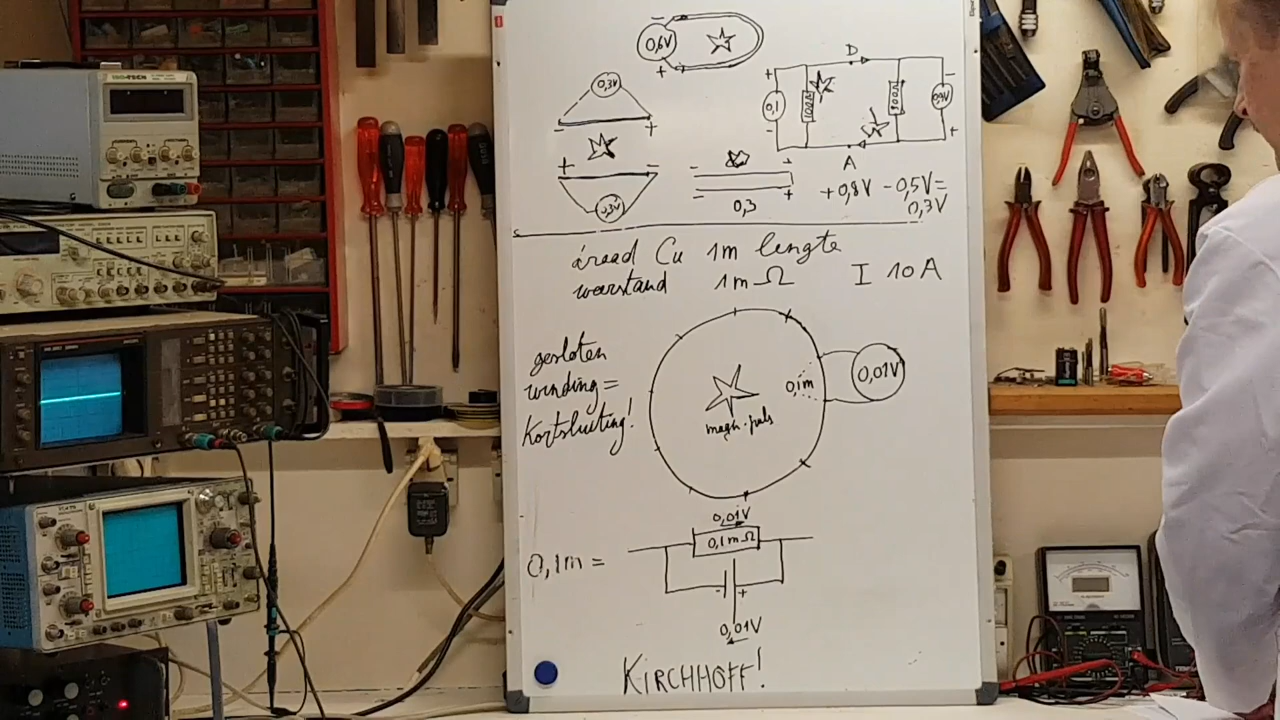 0,6V
0,3V
D
0,1
100Ω
900Ω
0,9V
A
0,3V
0,3
+0,8V - 0,5V =
0,3V
draad Cu 1m lengte
weerstand 1mΩ I 10A
gesloten
winding =
Kortsluiting!
0,1m
0,01V
magn. puls
0,01V
0,1mΩ
0,1m =
0,01V
KIRCHHOFF!